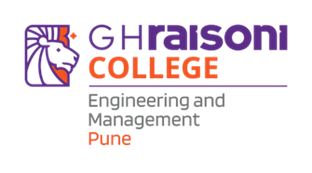 GHraisoni
COLLEGE
Engineering and
Management
Pune